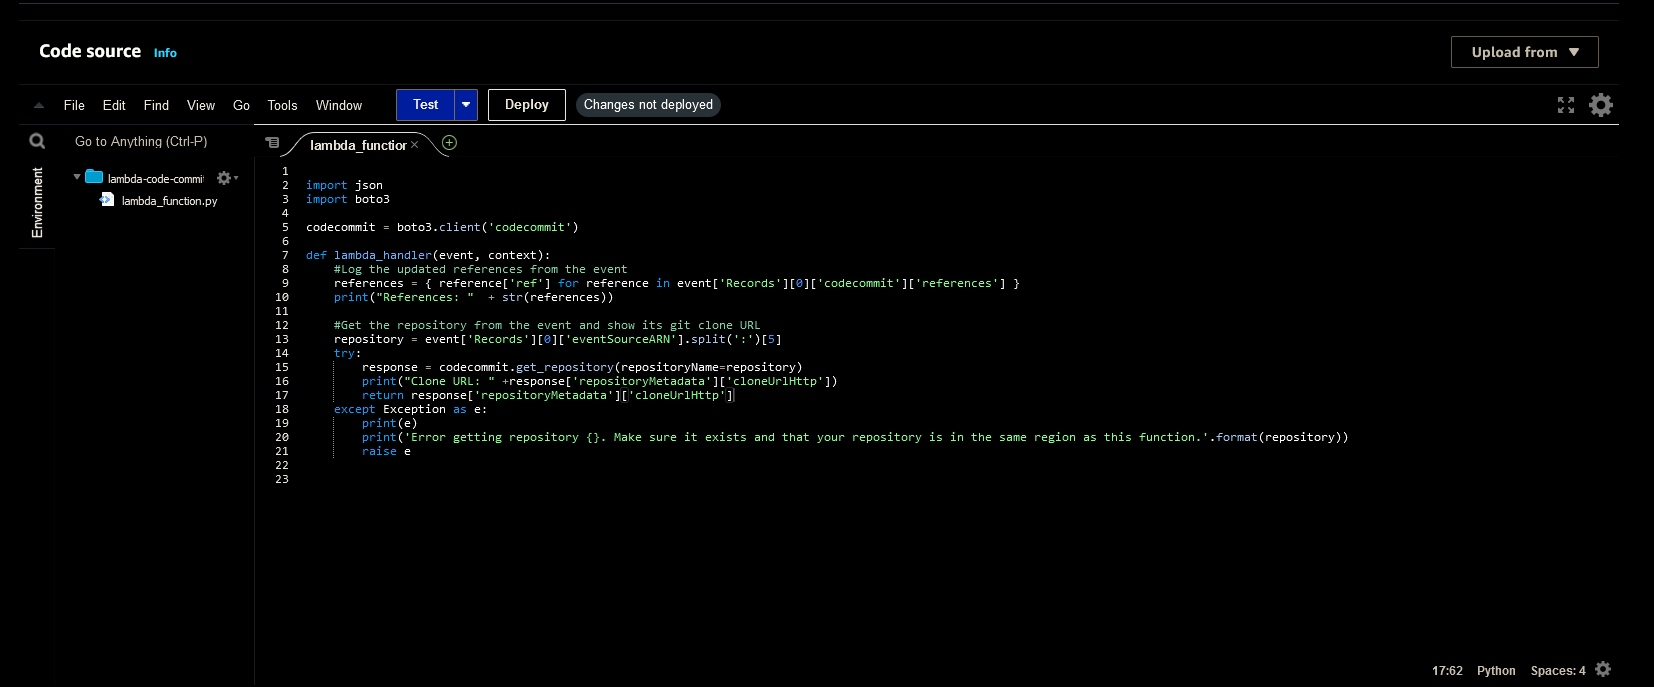 Code source Info
Upload from
File Edit Find View Go Tools Window Test Deploy Changes not deployed
Go to Anything (Ctrl-P)
lambda_function
Environment
lambda-code-commit
lambda_function.py
1
2 import json
3 import boto3
4
5 codecommit = boto3.client('codecommit')
6
7 def lambda_handler(event, context):
8     #Log the updated references from the event
9     references = { reference['ref'] for reference in event['Records'][0]['codecommit']['references'] }
10     print("References: "  + str(references))
11
12     #Get the repository from the event and show its git clone URL
13     repository = event['Records'][0]['eventSourceARN'].split(':')[5]
14     try:
15         response = codecommit.get_repository(repositoryName=repository)
16         print("Clone URL: " +response['repositoryMetadata']['cloneUrlHttp'])
17         return response['repositoryMetadata']['cloneUrlHttp']
18     except Exception as e:
19         print(e)
20         print('Error getting repository {}. Make sure it exists and that your repository is in the same region as this function.'.format(repository))
21         raise e
22
23
17:62 Python Spaces: 4